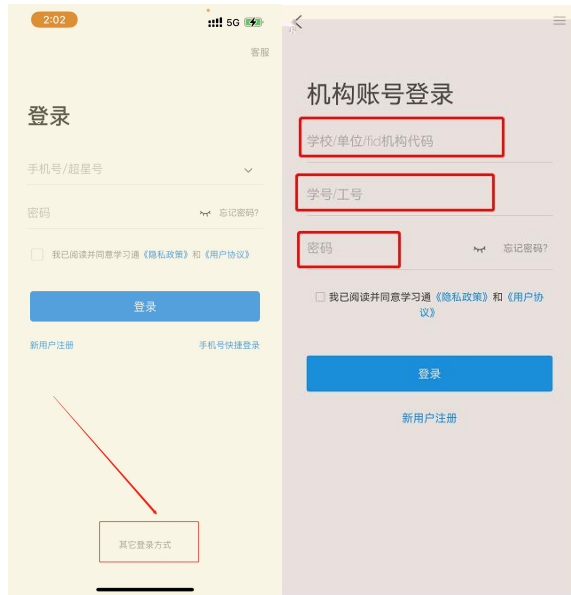 2:02
5G
客服
登录
手机号/超星号
密码
忘记密码?
我已阅读并同意学习通《隐私政策》和《用户协议》
登录
新用户注册
手机号快捷登录
其它登录方式
机构账号登录
学校/单位/fid机构代码
学号/工号
密码
忘记密码?
我已阅读并同意学习通《隐私政策》和《用户协
议》
登录
新用户注册